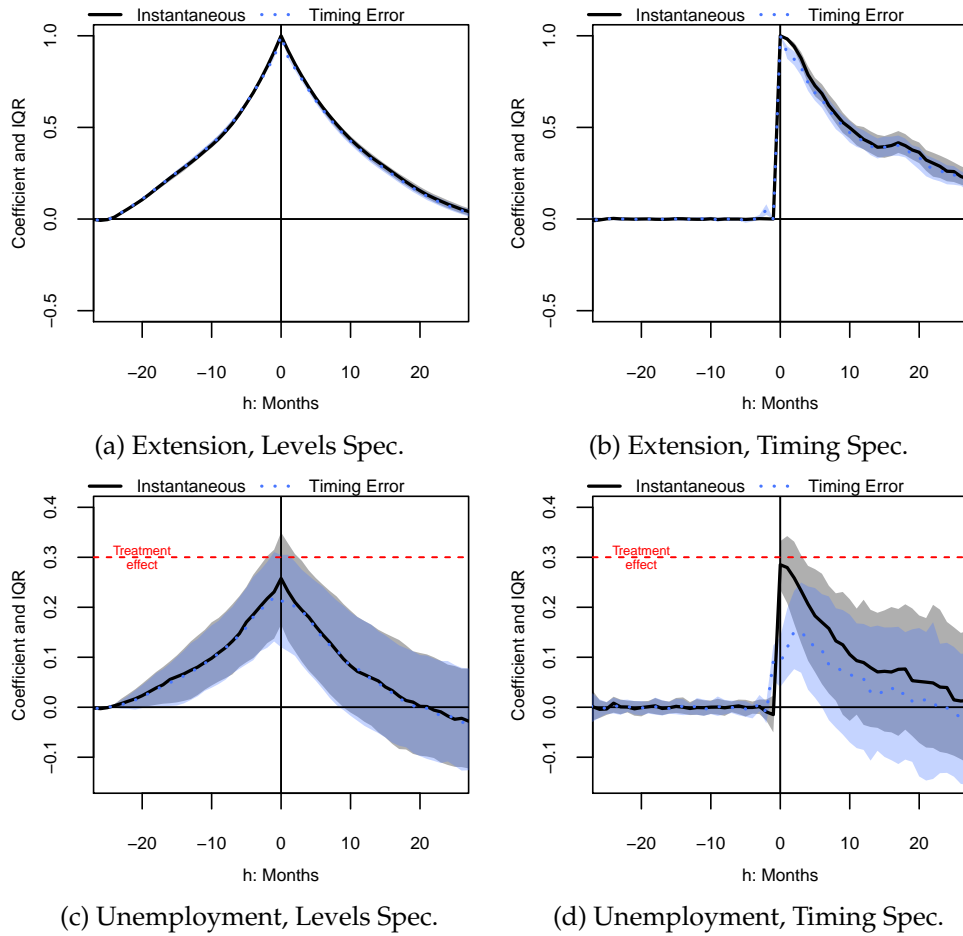 Instantaneous Timing Error
Coefficient and IQR
1.0
0.5
0.0
−0.5
−20 −10 0 10 20
h: Months
(a) Extension, Levels Spec.
Instantaneous Timing Error
Coefficient and IQR
1.0
0.5
0.0
−0.5
−20 −10 0 10 20
h: Months
(b) Extension, Timing Spec.
Instantaneous Timing Error
Coefficient and IQR
0.4
0.3
0.2
0.1
0.0
−0.1
Treatment
effect
−20 −10 0 10 20
h: Months
(c) Unemployment, Levels Spec.
Instantaneous Timing Error
Coefficient and IQR
0.4
0.3
0.2
0.1
0.0
−0.1
Treatment
effect
−20 −10 0 10 20
h: Months
(d) Unemployment, Timing Spec.